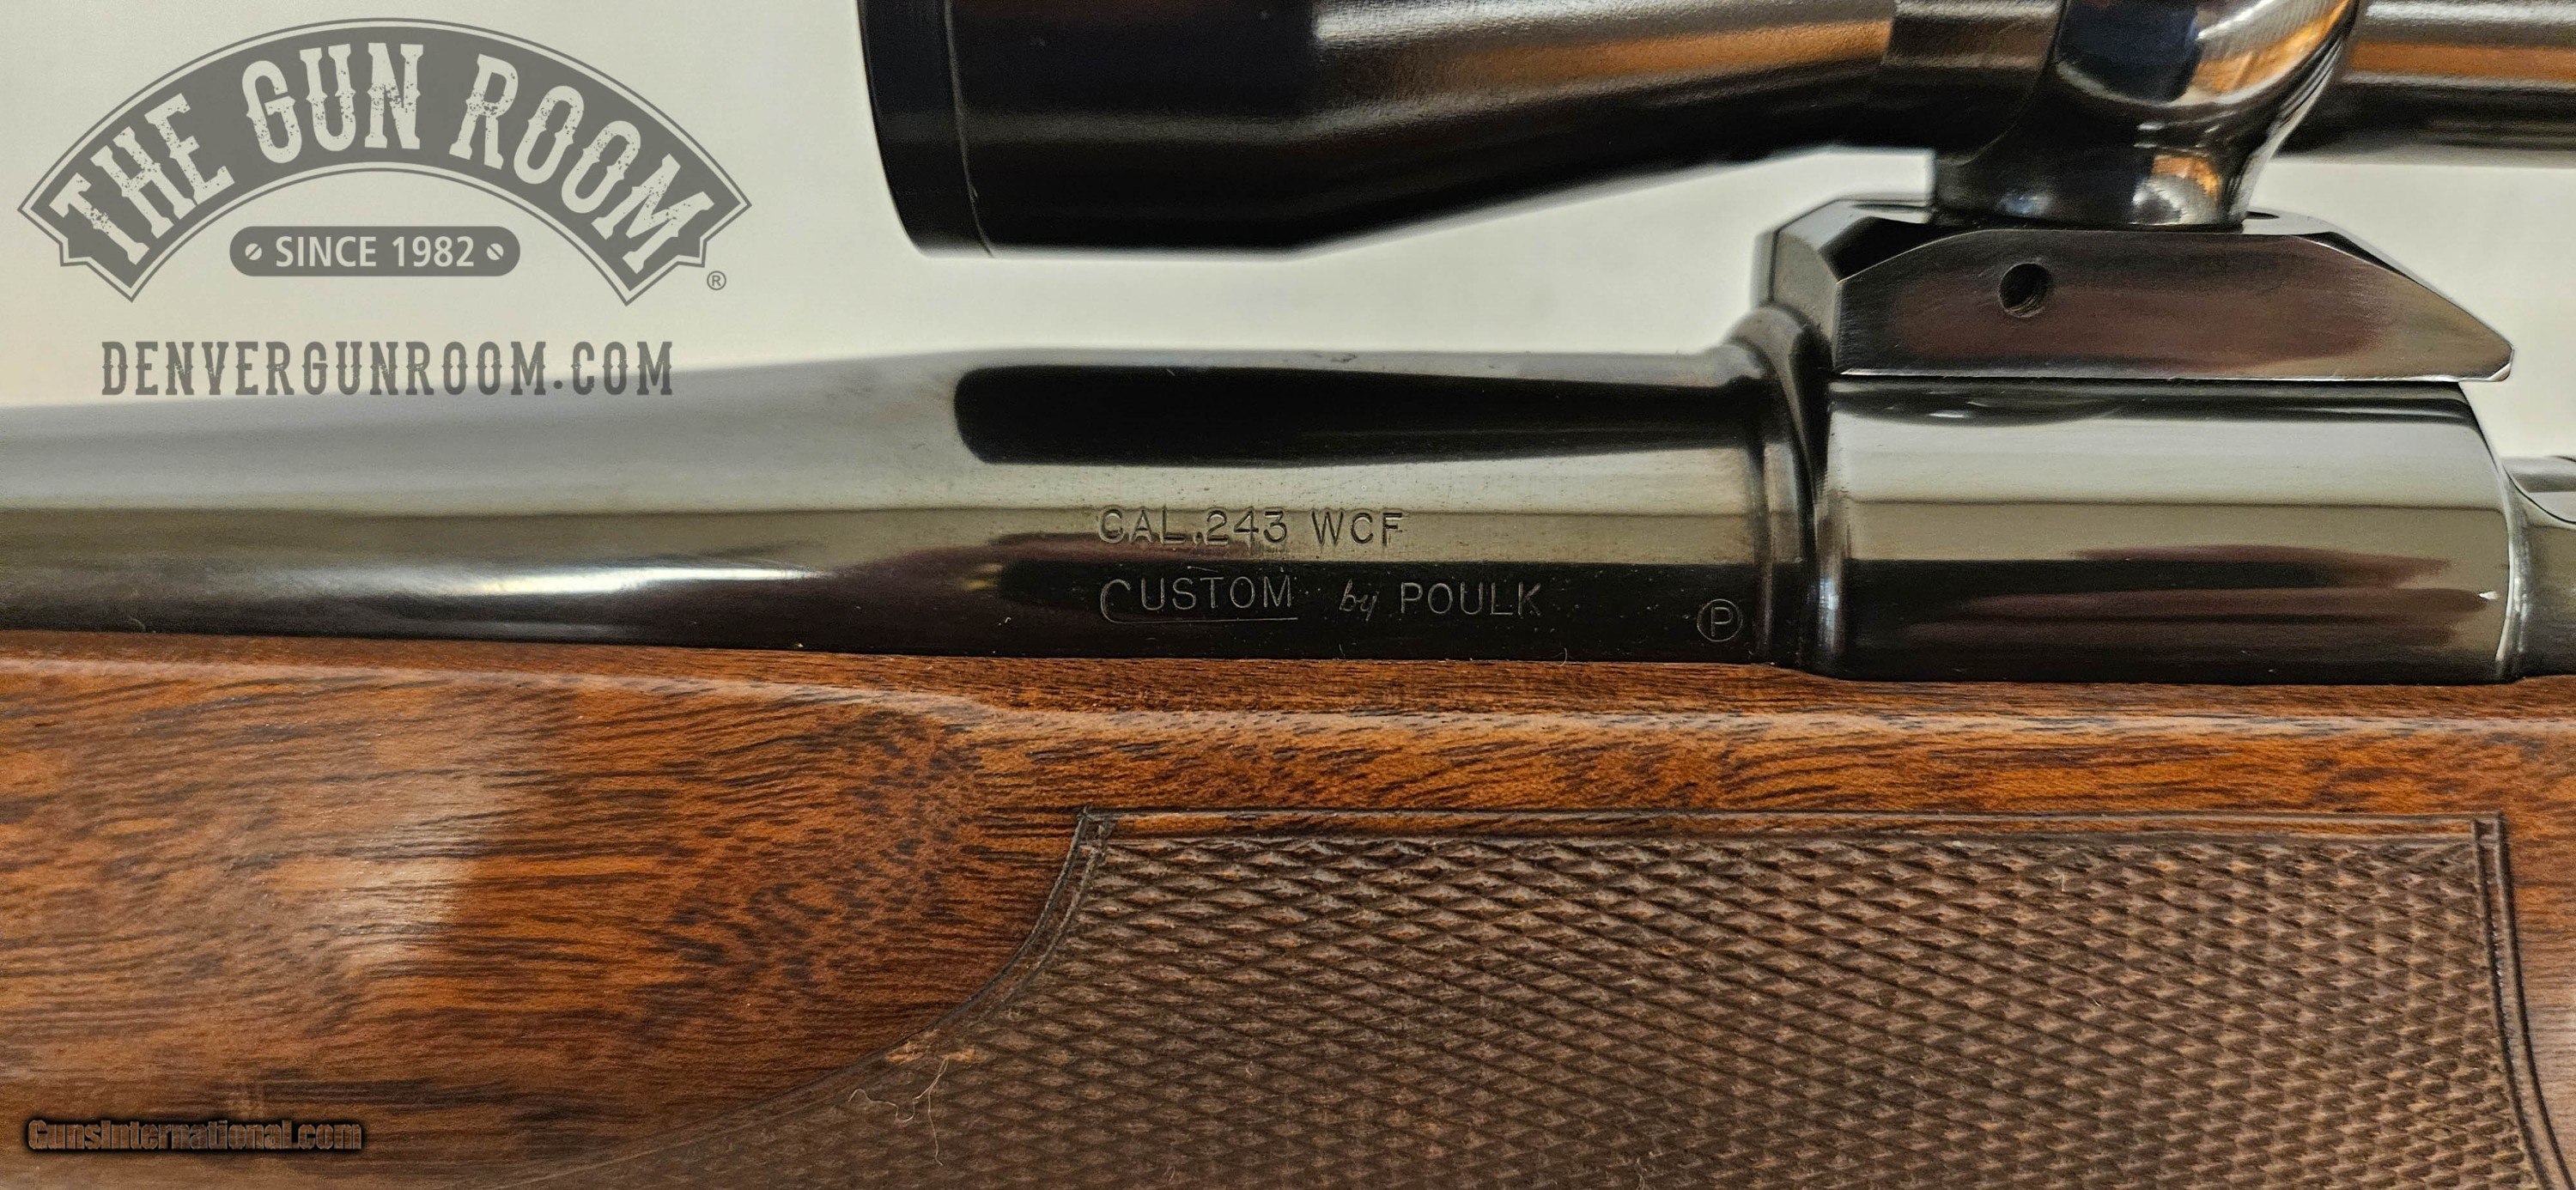 THE GUN ROOM
SINCE 1982
®
DENVERGUNROOM.COM
CAL.243 WCF
CUSTOM by POULK
P
GunsInternational.com